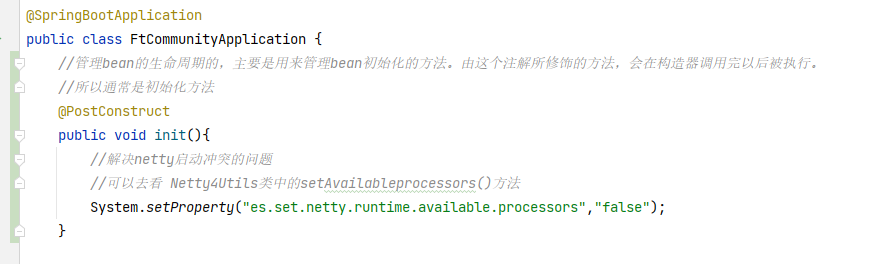 @SpringBootApplication
public class FtCommunityApplication {
//管理bean的生命周期的，主要是用来管理bean初始化的方法。由这个注解所修饰的方法，会在构造器调用完以后被执行。
//所以通常是初始化方法
@PostConstruct
public void init(){
//解决netty启动冲突的问题
//可以去看 Netty4Utils类中的setAvailableprocessors()方法
System.setProperty("es.set.netty.runtime.available.processors","false");
}